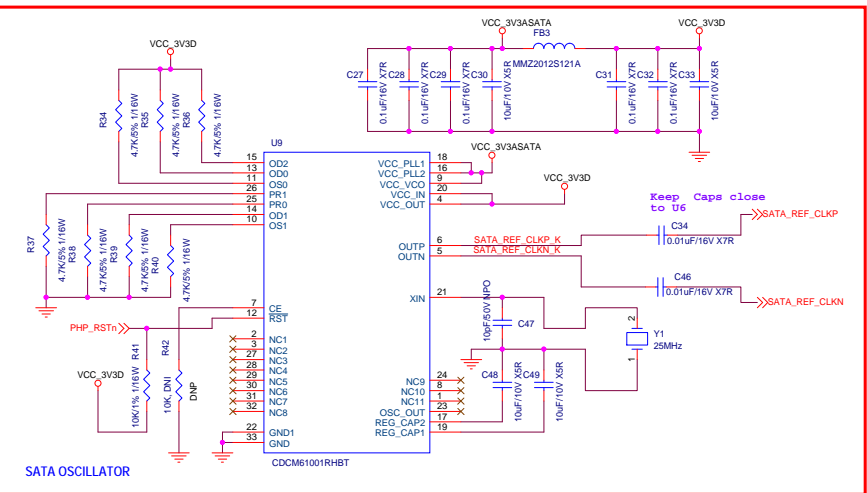 VCC_3V3ASATA
VCC_3V3D
FB3
MMZ2012S121A
C27
0.1uF/16V X7R
C28
0.1uF/16V X7R
C29
0.1uF/16V X7R
C30
10uF/10V X5R
C31
0.1uF/16V X7R
C32
0.1uF/16V X7R
C33
10uF/10V X5R
VCC_3V3D
R34
4.7K/5% 1/16W
R35
4.7K/5% 1/16W
R36
4.7K/5% 1/16W
U9
VCC_3V3ASATA
VCC_3V3D
15 OD2
13 OD0
11 OS0
26 PR1
25 PR0
14 OD1
10 OS1
7 CE
12 RST
2 NC1
3 NC2
27 NC3
28 NC4
29 NC5
30 NC6
31 NC7
32 NC8
22 GND1
33 GND
VCC_PLL1 18
VCC_PLL2 16
VCC_VCO 9
VCC_IN 20
VCC_OUT 4
OUTP 6
OUTN 5
XIN 21
NC9 24
NC10 8
NC11 1
OSC_OUT 23
REG_CAP2 17
REG_CAP1 19
CDCM61001RHBT
R37
4.7K/5% 1/16W
R38
4.7K/5% 1/16W
R39
4.7K/5% 1/16W
R40
4.7K/5% 1/16W
PHP_RSTn
VCC_3V3D
R41
10K/1% 1/16W
R42
10K, DNI
DNP
Keep Caps close
to U6
SATA_REF_CLKP_K
SATA_REF_CLKN_K
C34
0.01uF/16V X7R
SATA_REF_CLKP
C46
0.01uF/16V X7R
SATA_REF_CLKN
C47
10pF/50V NPO
C48
10uF/10V X5R
C49
10uF/10V X5R
2
1
Y1
25MHz
SATA OSCILLATOR